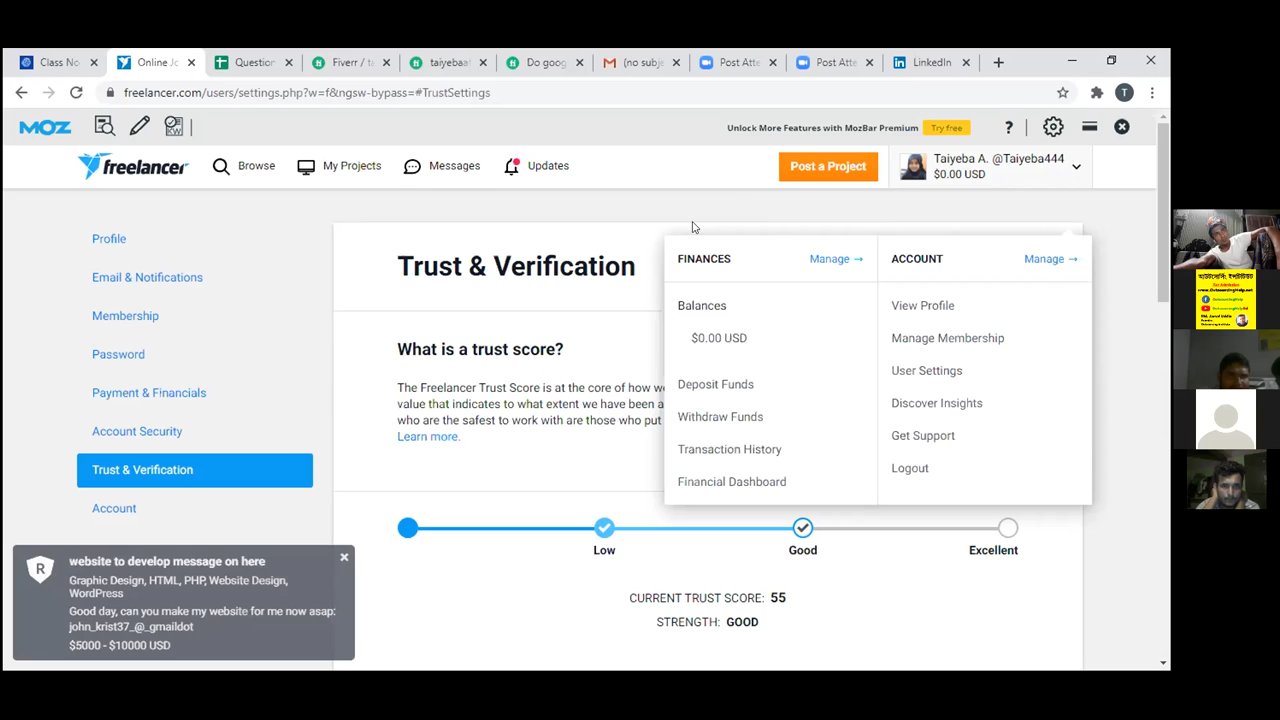 Class No
Online Jo
Question
Fiverr / ta
taiyebaa
Do goog
(no subje
Post Atte
Post Atte
LinkedIn
freelancer.com/users/settings.php?w=f&ngsw-bypass=#TrustSettings
T
MOZ
Unlock More Features with MozBar Premium
Try free
freelancer
Browse
My Projects
Messages
Updates
Post a Project
Taiyeba A. @Taiyeba444
$0.00 USD
Profile
Email & Notifications
Membership
Password
Payment & Financials
Account Security
Trust & Verification
Account
Trust & Verification
What is a trust score?
The Freelancer Trust Score is at the core of how we
value that indicates to what extent we have been a
who are the safest to work with are those who put
Learn more.
FINANCES
Manage →
Balances
$0.00 USD
Deposit Funds
Withdraw Funds
Transaction History
Financial Dashboard
ACCOUNT
Manage →
View Profile
Manage Membership
User Settings
Discover Insights
Get Support
Logout
Low
Good
Excellent
CURRENT TRUST SCORE: 55
STRENGTH: GOOD
R
website to develop message on here
Graphic Design, HTML, PHP, Website Design,
WordPress
Good day, can you make my website for me now asap:
john_krist37_@_gmaildot
$5000 - $10000 USD